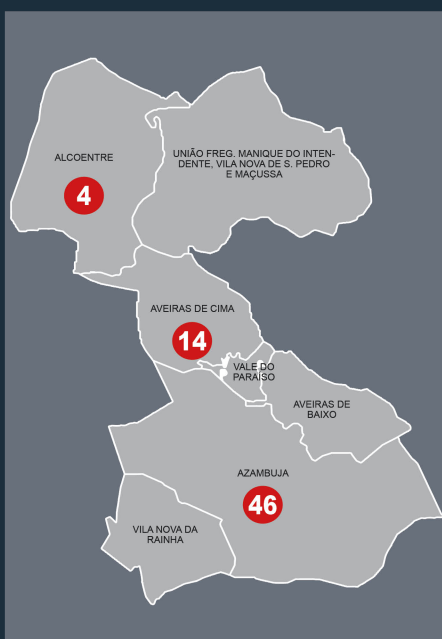 ALCOENTRE
4
UNIÃO FREG. MANIQUE DO INTEN-
DENTE, VILA NOVA DE S. PEDRO
E MAÇUSSA
AVEIRAS DE CIMA
14
VALE DO
PARAÍSO
AVEIRAS DE
BAIXO
AZAMBUJA
46
VILA NOVA DA
RAINHA